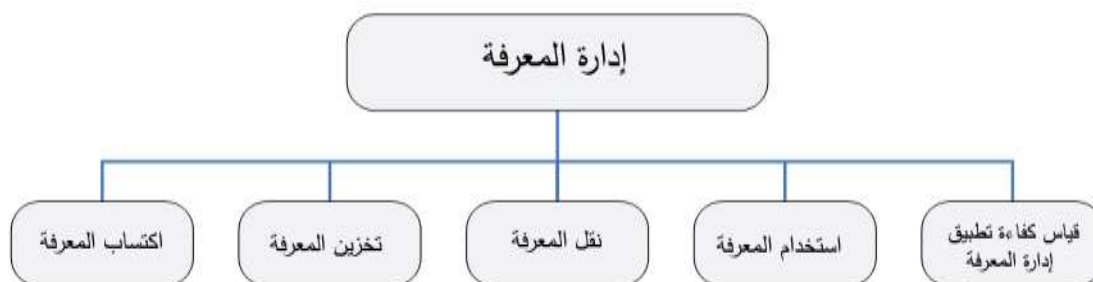 إدارة المعرفة
قياس كفاءة تطبيق
إدارة المعرفة
استخدام المعرفة
نقل المعرفة
تخزين المعرفة
اكتساب المعرفة